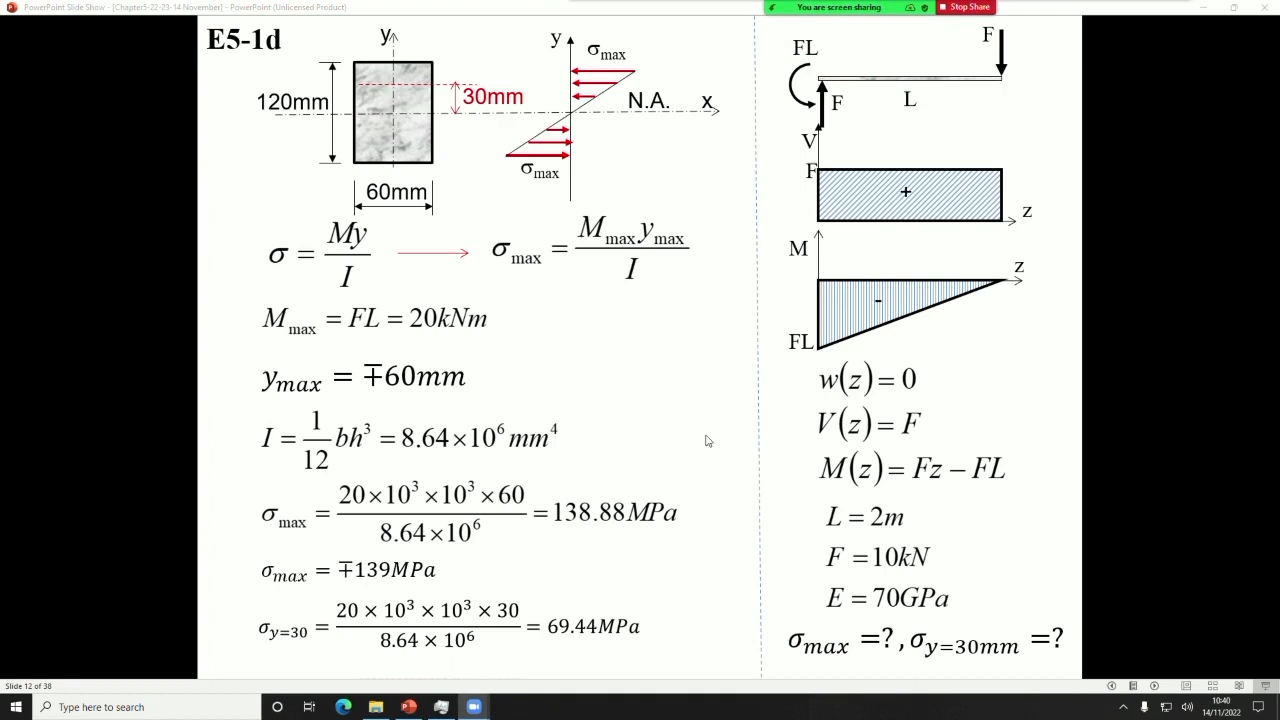 PowerPoint Slide Show - [Chapter5-22-23-14 November] - PowerPoint (Unlicensed Product)
You are screen sharing
Stop Share
E5-1d
y
120mm
30mm
60mm
y
σmax
N.A.
x
σmax
σ = My / I
σmax = Mmax ymax / I
Mmax = FL = 20kNm
ymax = ∓60mm
I = 1/12 bh³ = 8.64×10⁶ mm⁴
σmax = 20×10³×10³×60 / 8.64×10⁶ = 138.88MPa
σmax = ∓139MPa
σy=30 = 20 × 10³ × 10³ × 30 / 8.64 × 10⁶ = 69.44MPa
F
FL
F
L
V
F
+
z
M
z
-
FL
w(z) = 0
V(z) = F
M(z) = Fz − FL
L = 2m
F = 10kN
E = 70GPa
σmax =? , σy=30mm =?
Slide 12 of 38
Type here to search
10:40
14/11/2022